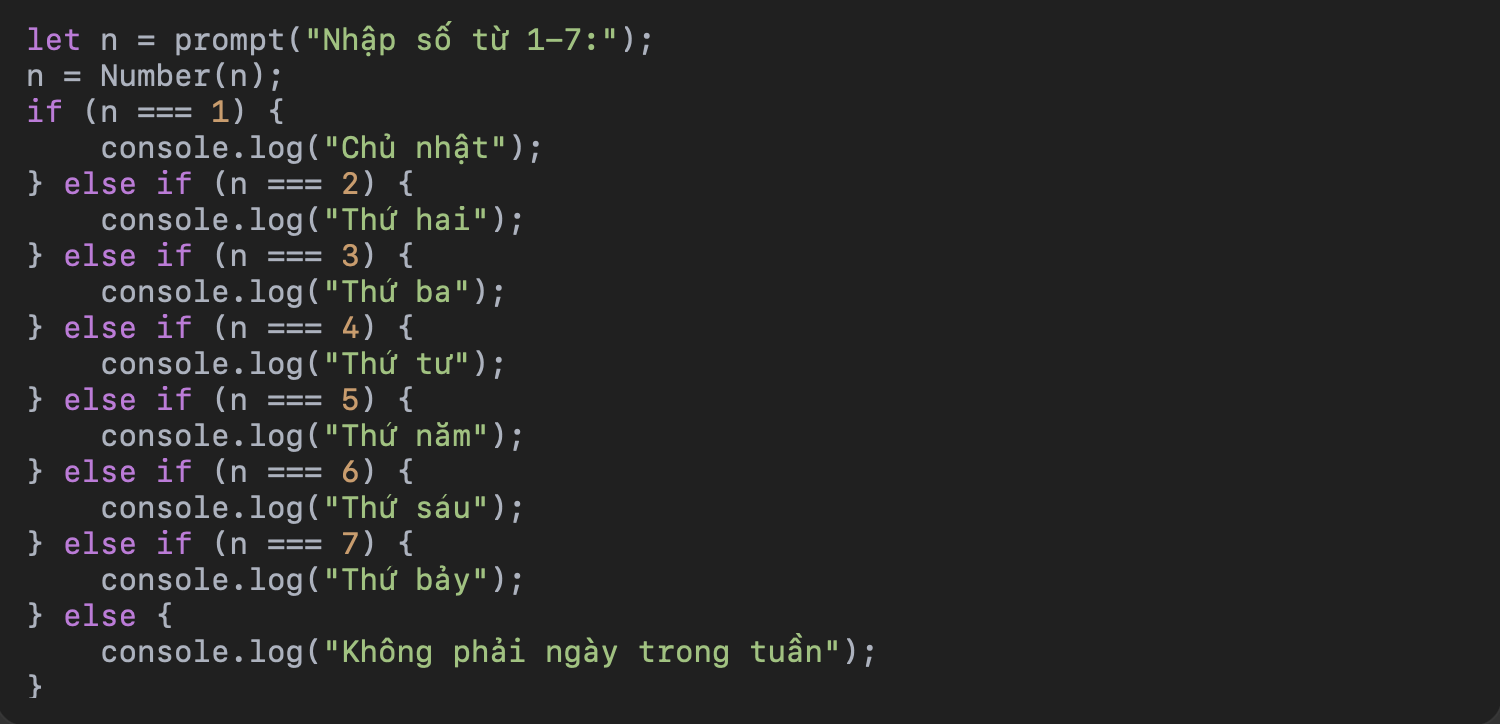 let n = prompt("Nhập số từ 1-7:");
n = Number(n);
if (n === 1) {
    console.log("Chủ nhật");
} else if (n === 2) {
    console.log("Thứ hai");
} else if (n === 3) {
    console.log("Thứ ba");
} else if (n === 4) {
    console.log("Thứ tư");
} else if (n === 5) {
    console.log("Thứ năm");
} else if (n === 6) {
    console.log("Thứ sáu");
} else if (n === 7) {
    console.log("Thứ bảy");
} else {
    console.log("Không phải ngày trong tuần");
}